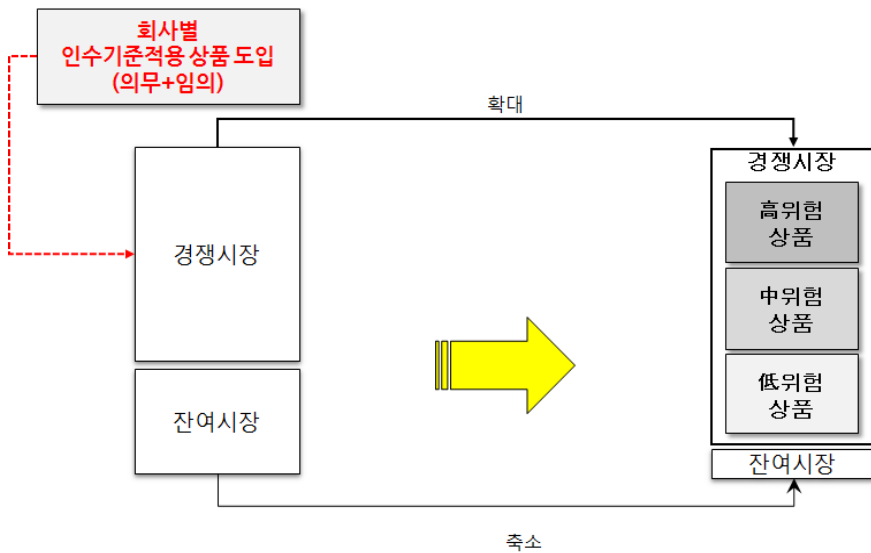 회사별
인수기준적용 상품 도입
(의무+임의)
확대
경쟁시장
잔여시장
경쟁시장
高위험
상품
中위험
상품
低위험
상품
잔여시장
축소